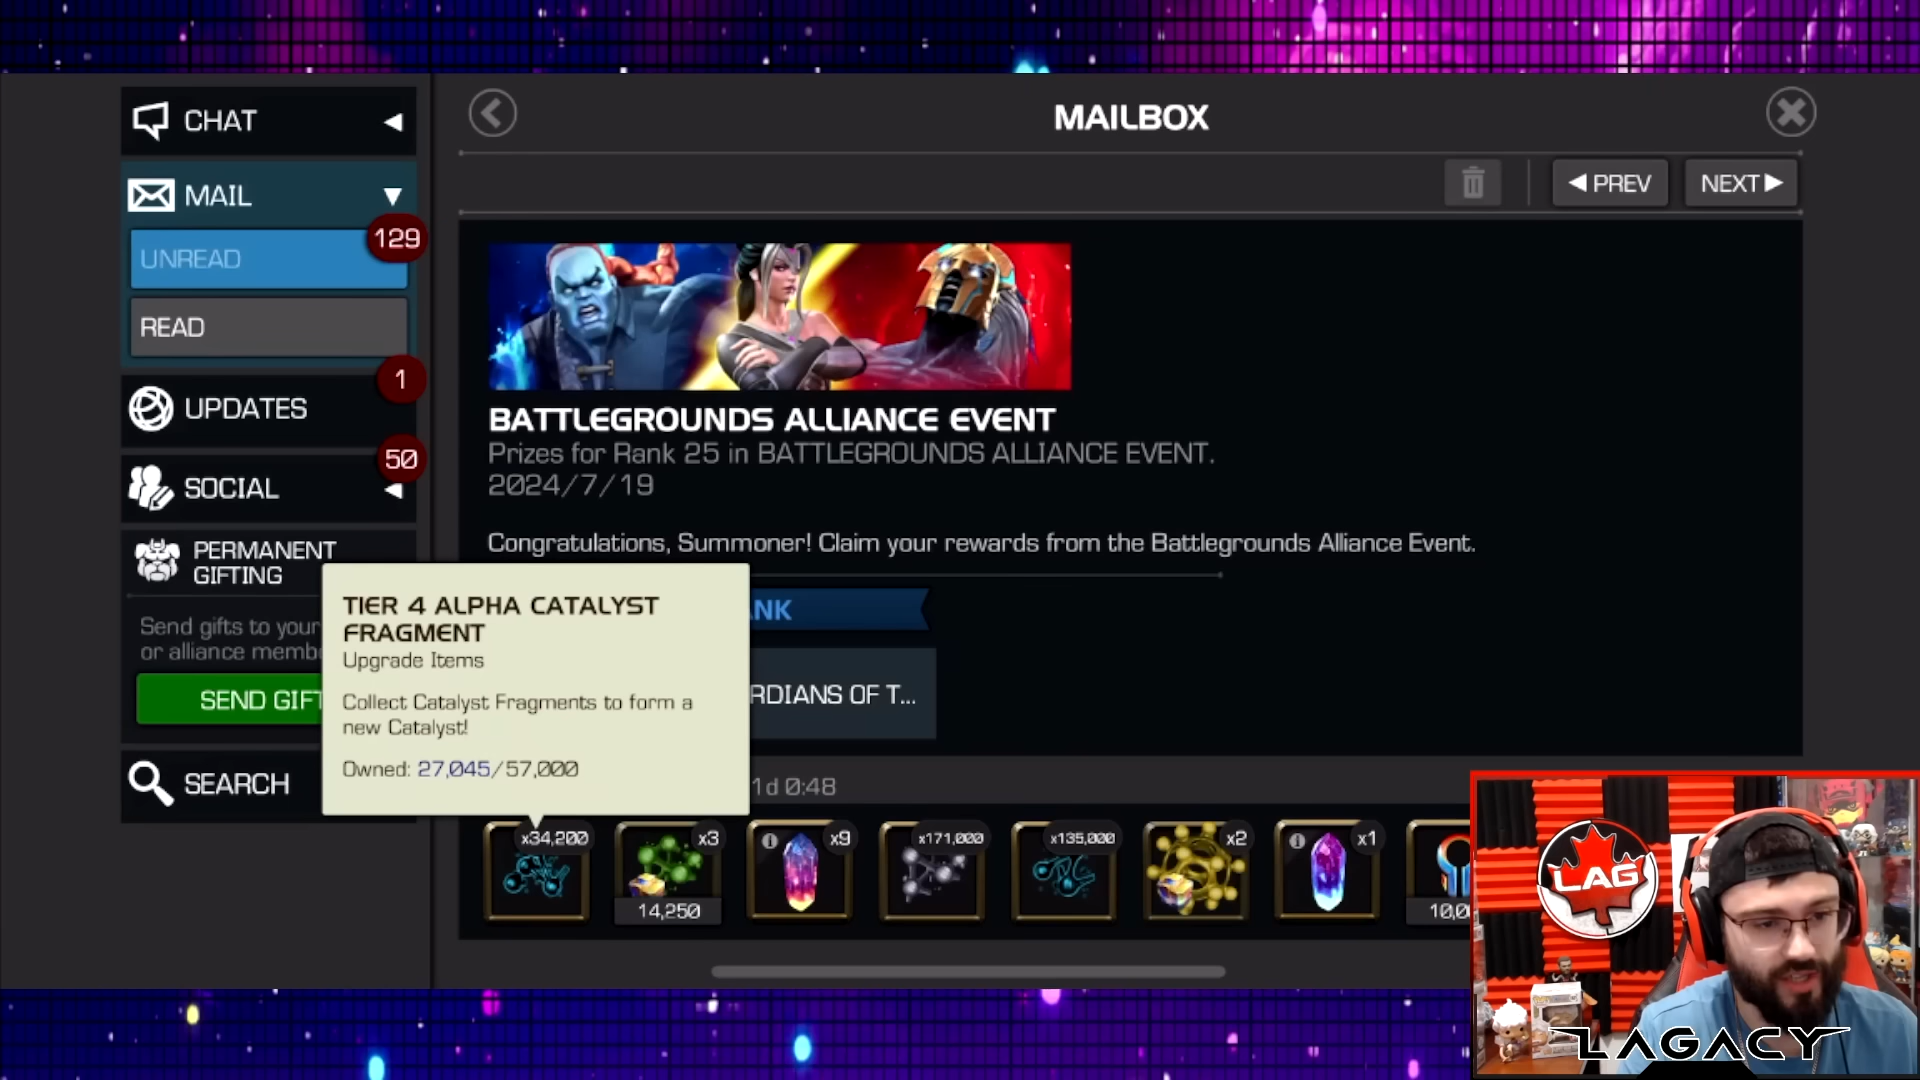 CHAT
MAIL
129
UNREAD
READ
1
UPDATES
50
SOCIAL
PERMANENT
GIFTING
Send gifts to your
or alliance memb
SEND GIFT
SEARCH
MAILBOX
PREV
NEXT
BATTLEGROUNDS ALLIANCE EVENT
Prizes for Rank 25 in BATTLEGROUNDS ALLIANCE EVENT.
2024/7/19
Congratulations, Summoner! Claim your rewards from the Battlegrounds Alliance Event.
ANK
RDIANS OF T...
TIER 4 ALPHA CATALYST
FRAGMENT
Upgrade Items
Collect Catalyst Fragments to form a
new Catalyst!
Owned: 27,045/57,000
1d 0:48
x34,200
x3
14,250
x9
x171,000
x135,000
x2
x1
10,0
LAG
LAGACY